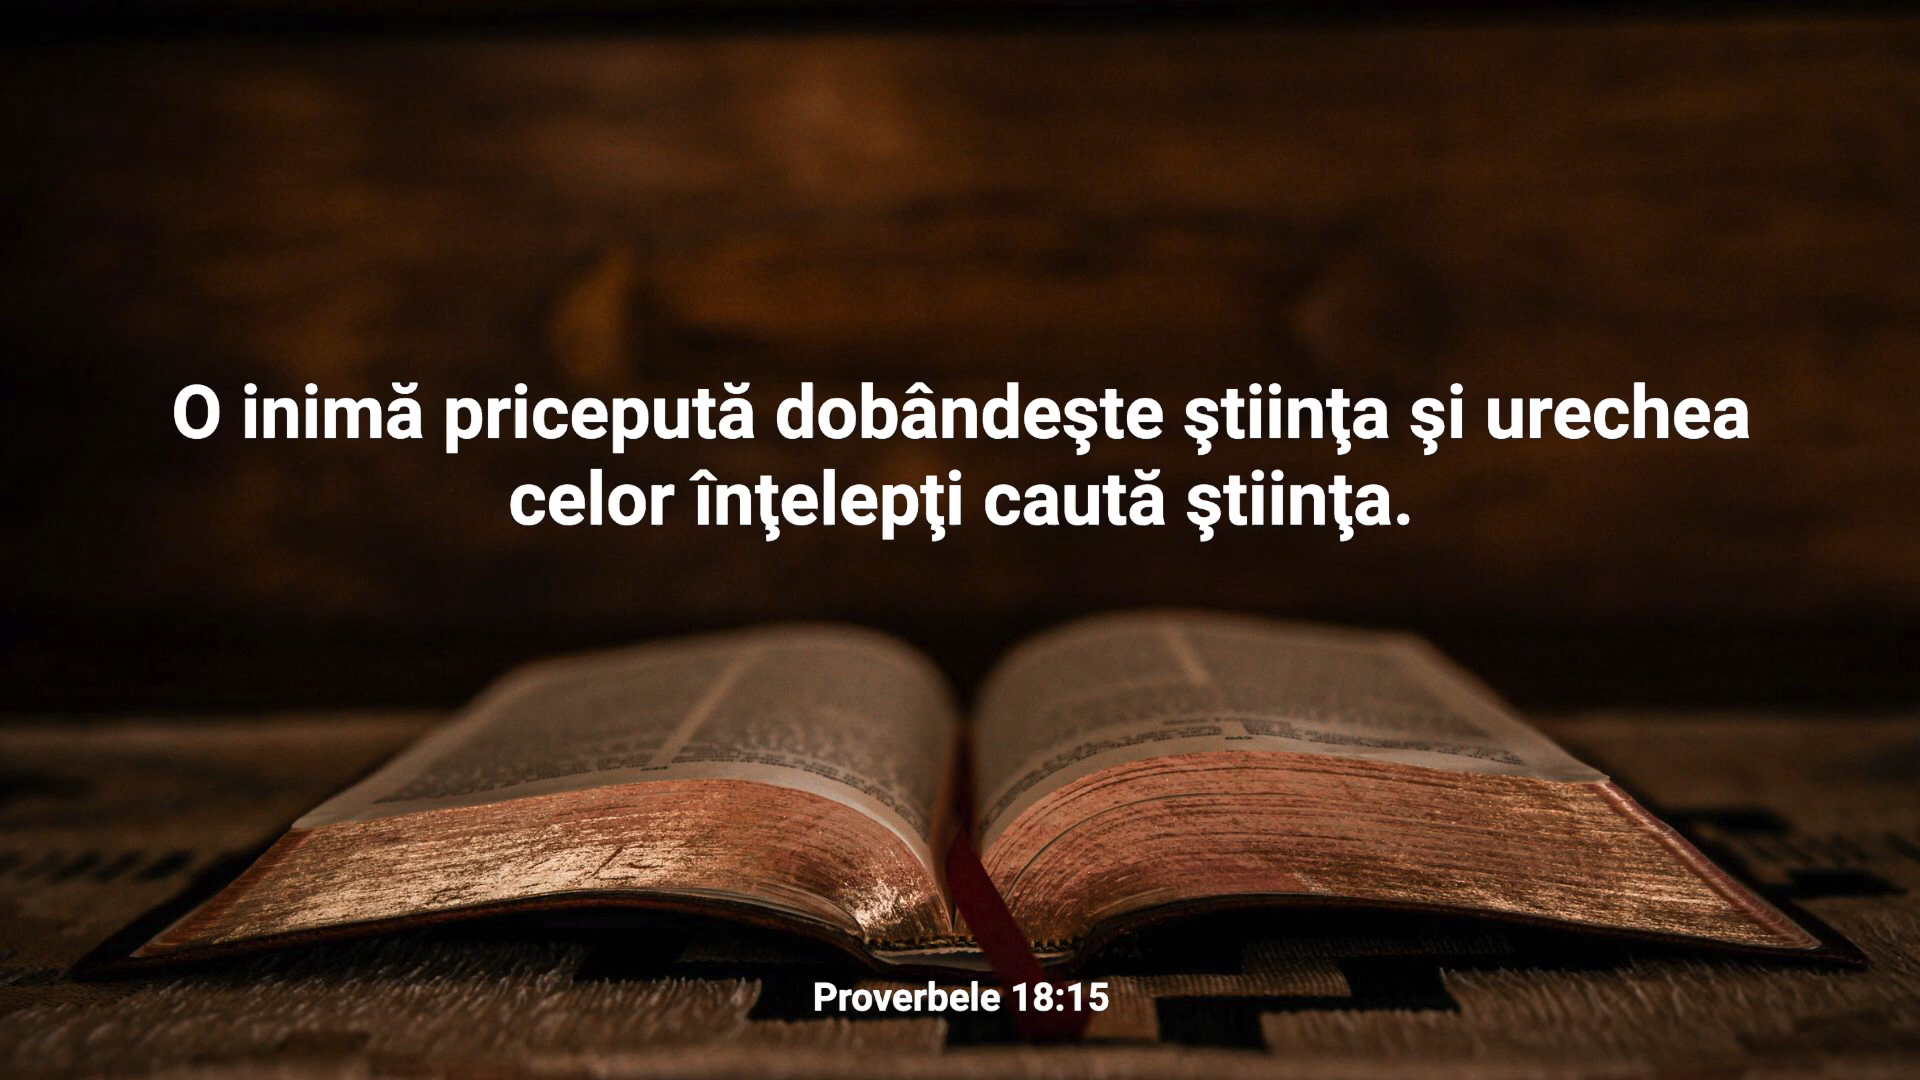 O inimă pricepută dobândeşte ştiinţa şi urechea
celor înţelepţi caută ştiinţa.
Proverbele 18:15